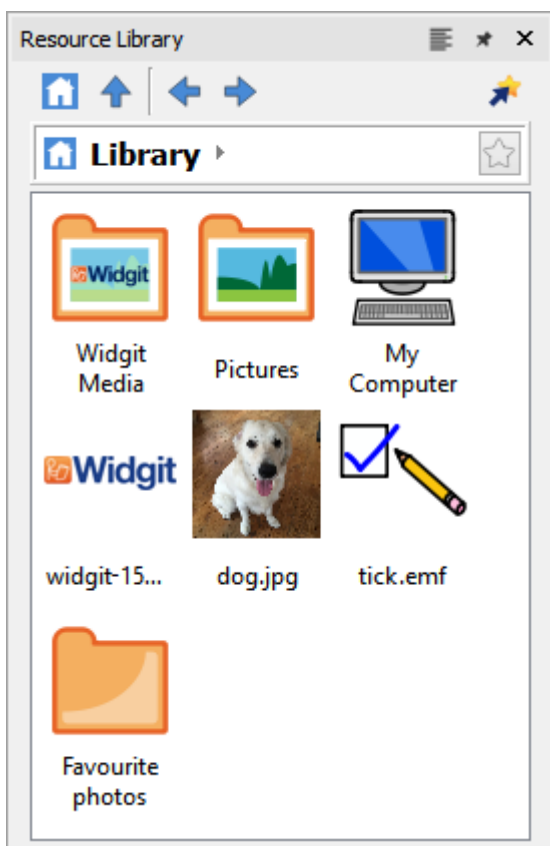 Resource Library
Library
Widgit
Widgit
Media
Pictures
My
Computer
Widgit
widgit-15...
dog.jpg
tick.emf
Favourite
photos